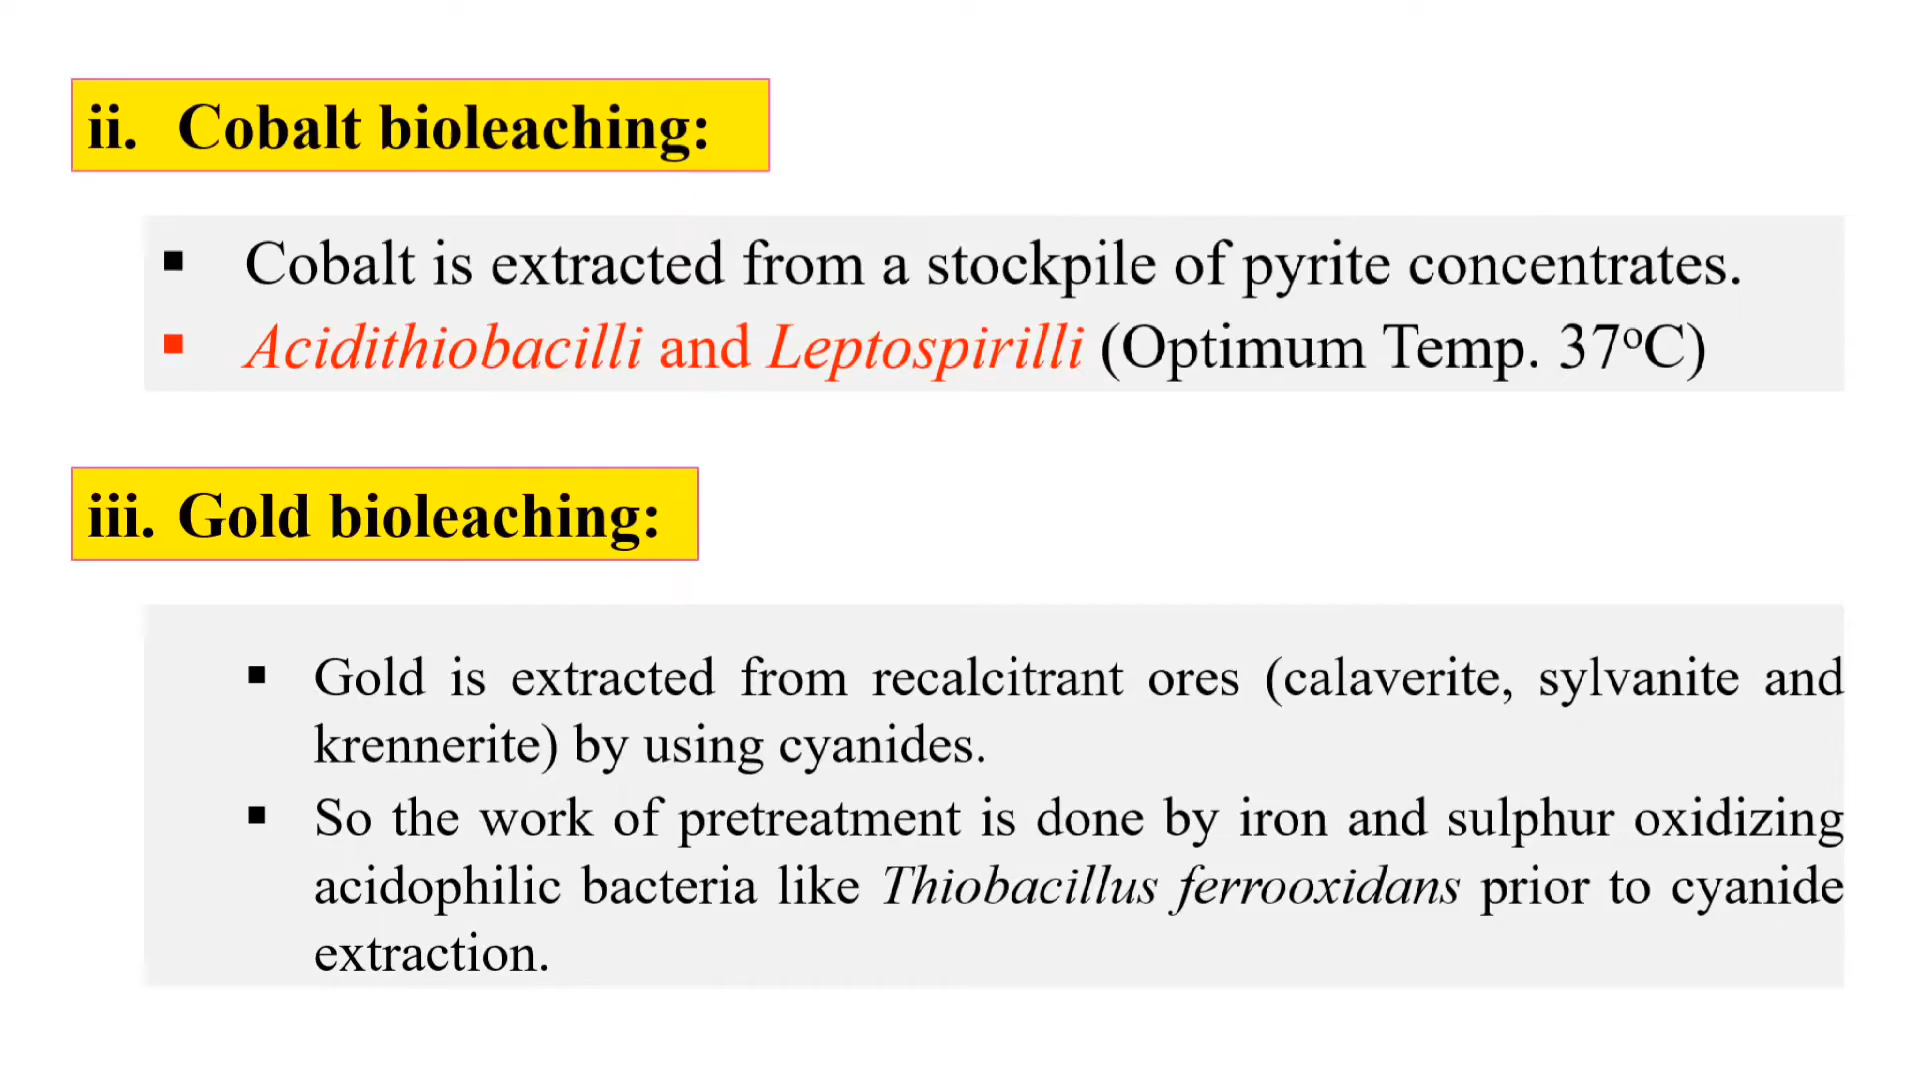 ii. Cobalt bioleaching:
▪ Cobalt is extracted from a stockpile of pyrite concentrates.
▪ Acidithiobacilli and Leptospirilli (Optimum Temp. 37ºC)
iii. Gold bioleaching:
▪ Gold is extracted from recalcitrant ores (calaverite, sylvanite and
krennerite) by using cyanides.
▪ So the work of pretreatment is done by iron and sulphur oxidizing
acidophilic bacteria like Thiobacillus ferrooxidans prior to cyanide
extraction.